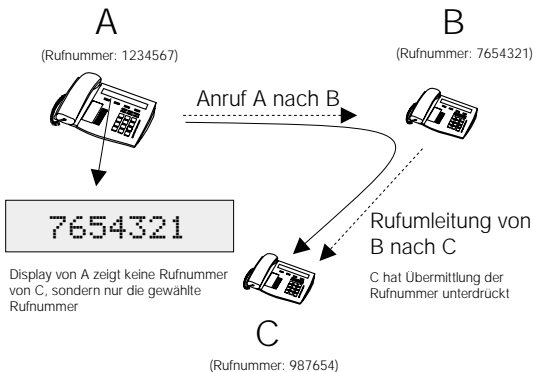 A
(Rufnummer: 1234567)
B
(Rufnummer: 7654321)
Anruf A nach B
7654321
Display von A zeigt keine Rufnummer
von C, sondern nur die gewählte
Rufnummer
Rufumleitung von
B nach C
C hat Übermittlung der
Rufnummer unterdrückt
C
(Rufnummer: 987654)